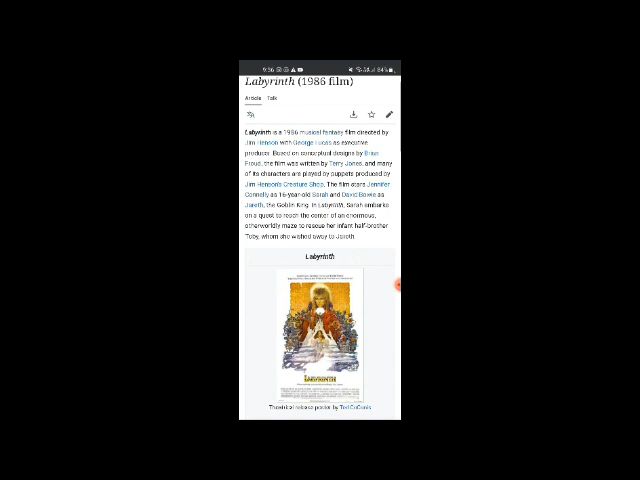 9:56
84%
Labyrinth (1986 film)
Article Talk
Labyrinth is a 1986 musical fantasy film directed by
Jim Henson with George Lucas as executive
producer. Based on conceptual designs by Brian
Froud, the film was written by Terry Jones, and many
of its characters are played by puppets produced by
Jim Henson's Creature Shop. The film stars Jennifer
Connelly as 16-year-old Sarah and David Bowie as
Jareth, the Goblin King. In Labyrinth, Sarah embarks
on a quest to reach the center of an enormous,
otherworldly maze to rescue her infant half-brother
Toby, whom she wished away to Jareth.
Labyrinth
LABYRINTH
Theatrical release poster by Ted CoConis